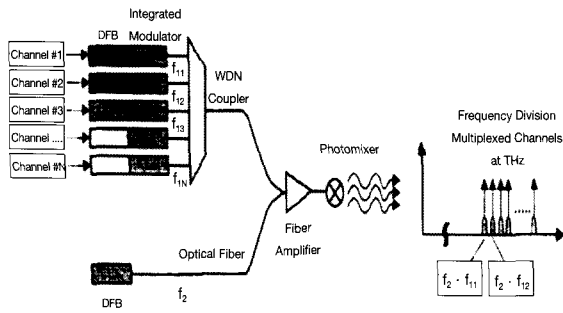 Integrated
DFB Modulator
Channel #1
Channel #2
Channel #3
Channel ....
Channel #N
f11
f12
f13
f1N
WDN
Coupler
Photomixer
Fiber
Amplifier
Optical Fiber
f2
DFB
Frequency Division
Multiplexed Channels
at THz
.....
f2 - f11
f2 - f12